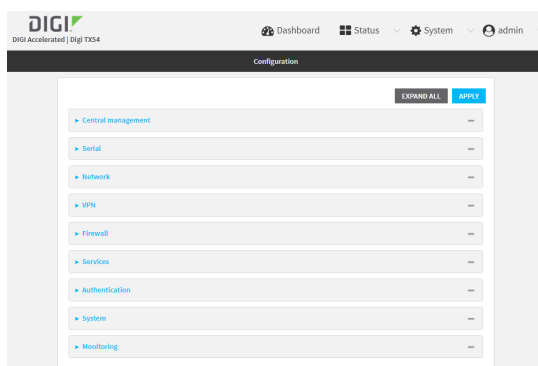 DIGI
DIGI Accelerated | Digi TX54
Dashboard Status System admin
Configuration
EXPAND ALL APPLY
Central management
Serial
Network
VPN
Firewall
Services
Authentication
System
Monitoring